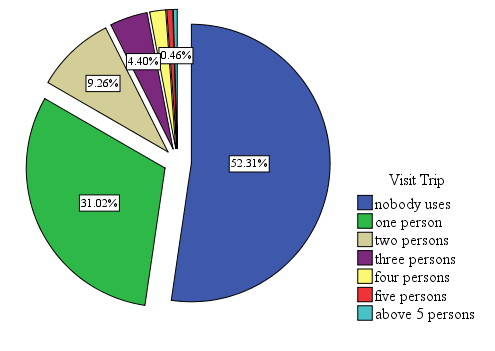 0.46%
4.40%
9.26%
52.31%
31.02%
Visit Trip
nobody uses
one person
two persons
three persons
four persons
five persons
above 5 persons